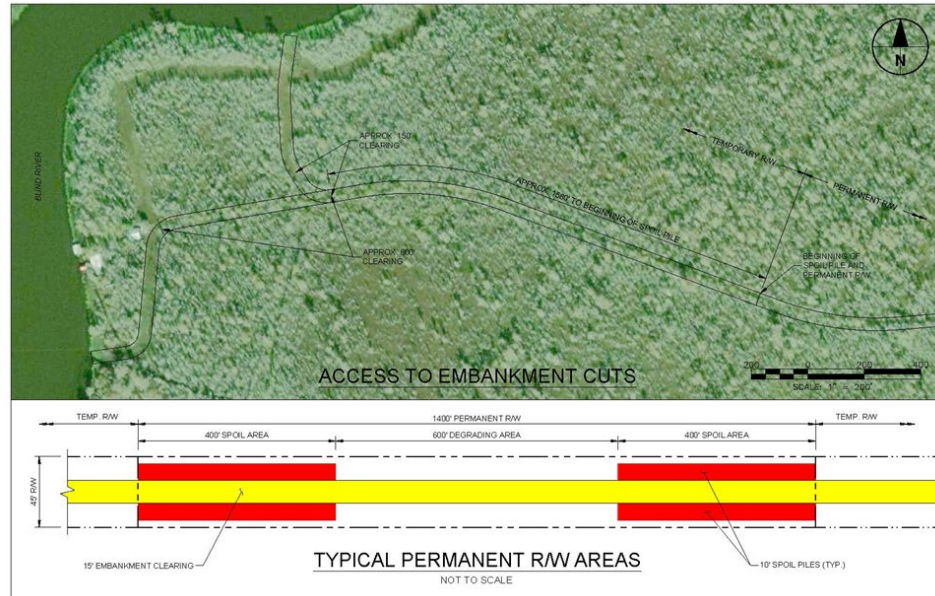 N
BLIND RIVER
APPROX. 150'
CLEARING
TEMPORARY R/W
PERMANENT R/W
APPROX. 1580' TO BEGINNING OF SPOIL PILE
APPROX. 600'
CLEARING
BEGINNING OF
SPOIL PILE AND
PERMANENT R/W
ACCESS TO EMBANKMENT CUTS
200 0 200 400
SCALE: 1" = 200'
TEMP. R/W
1400' PERMANENT R/W
TEMP. R/W
400' SPOIL AREA
600' DEGRADING AREA
400' SPOIL AREA
45' R/W
15' EMBANKMENT CLEARING
TYPICAL PERMANENT R/W AREAS
10' SPOIL PILES (TYP.)
NOT TO SCALE